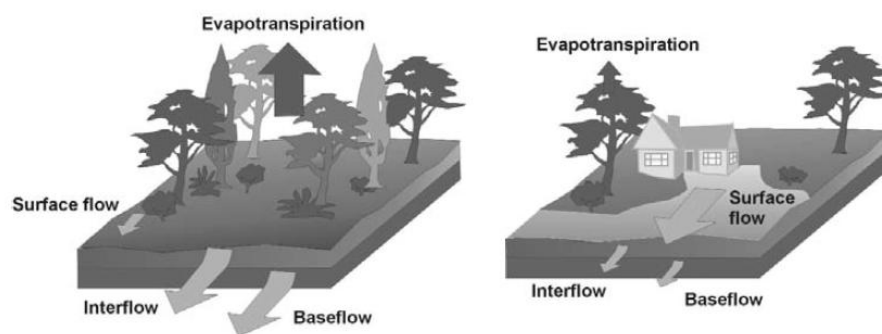 Evapotranspiration
Surface flow
Interflow
Baseflow
Evapotranspiration
Surface
flow
Interflow
Baseflow